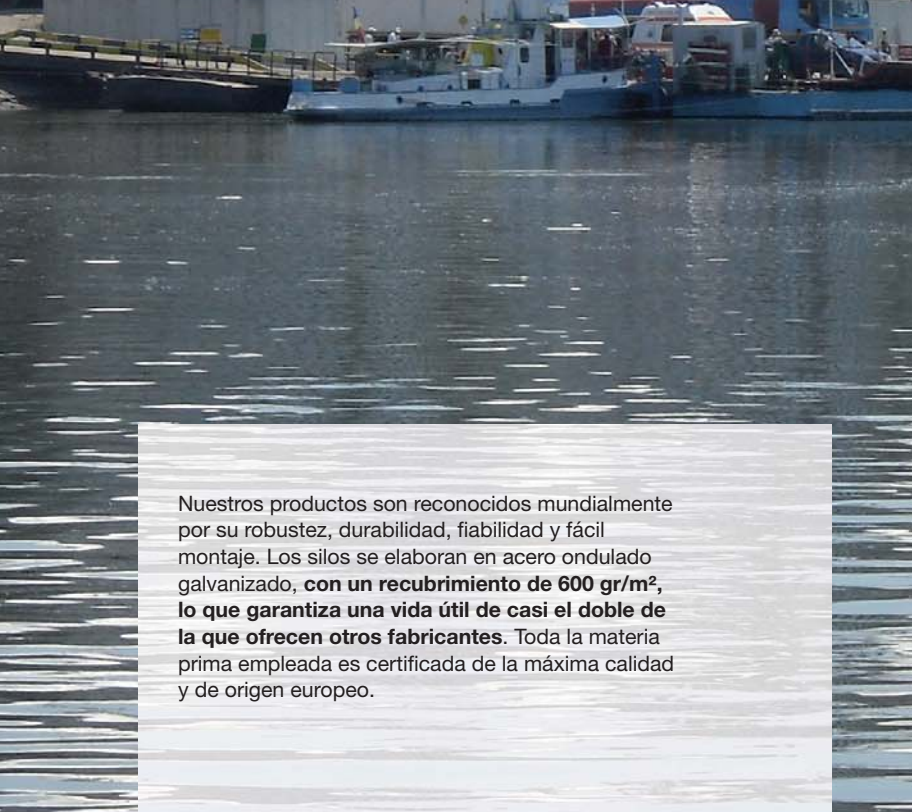 Nuestros productos son reconocidos mundialmente
por su robustez, durabilidad, fiabilidad y fácil
montaje. Los silos se elaboran en acero ondulado
galvanizado, con un recubrimiento de 600 gr/m²,
lo que garantiza una vida útil de casi el doble de
la que ofrecen otros fabricantes. Toda la materia
prima empleada es certificada de la máxima calidad
y de origen europeo.